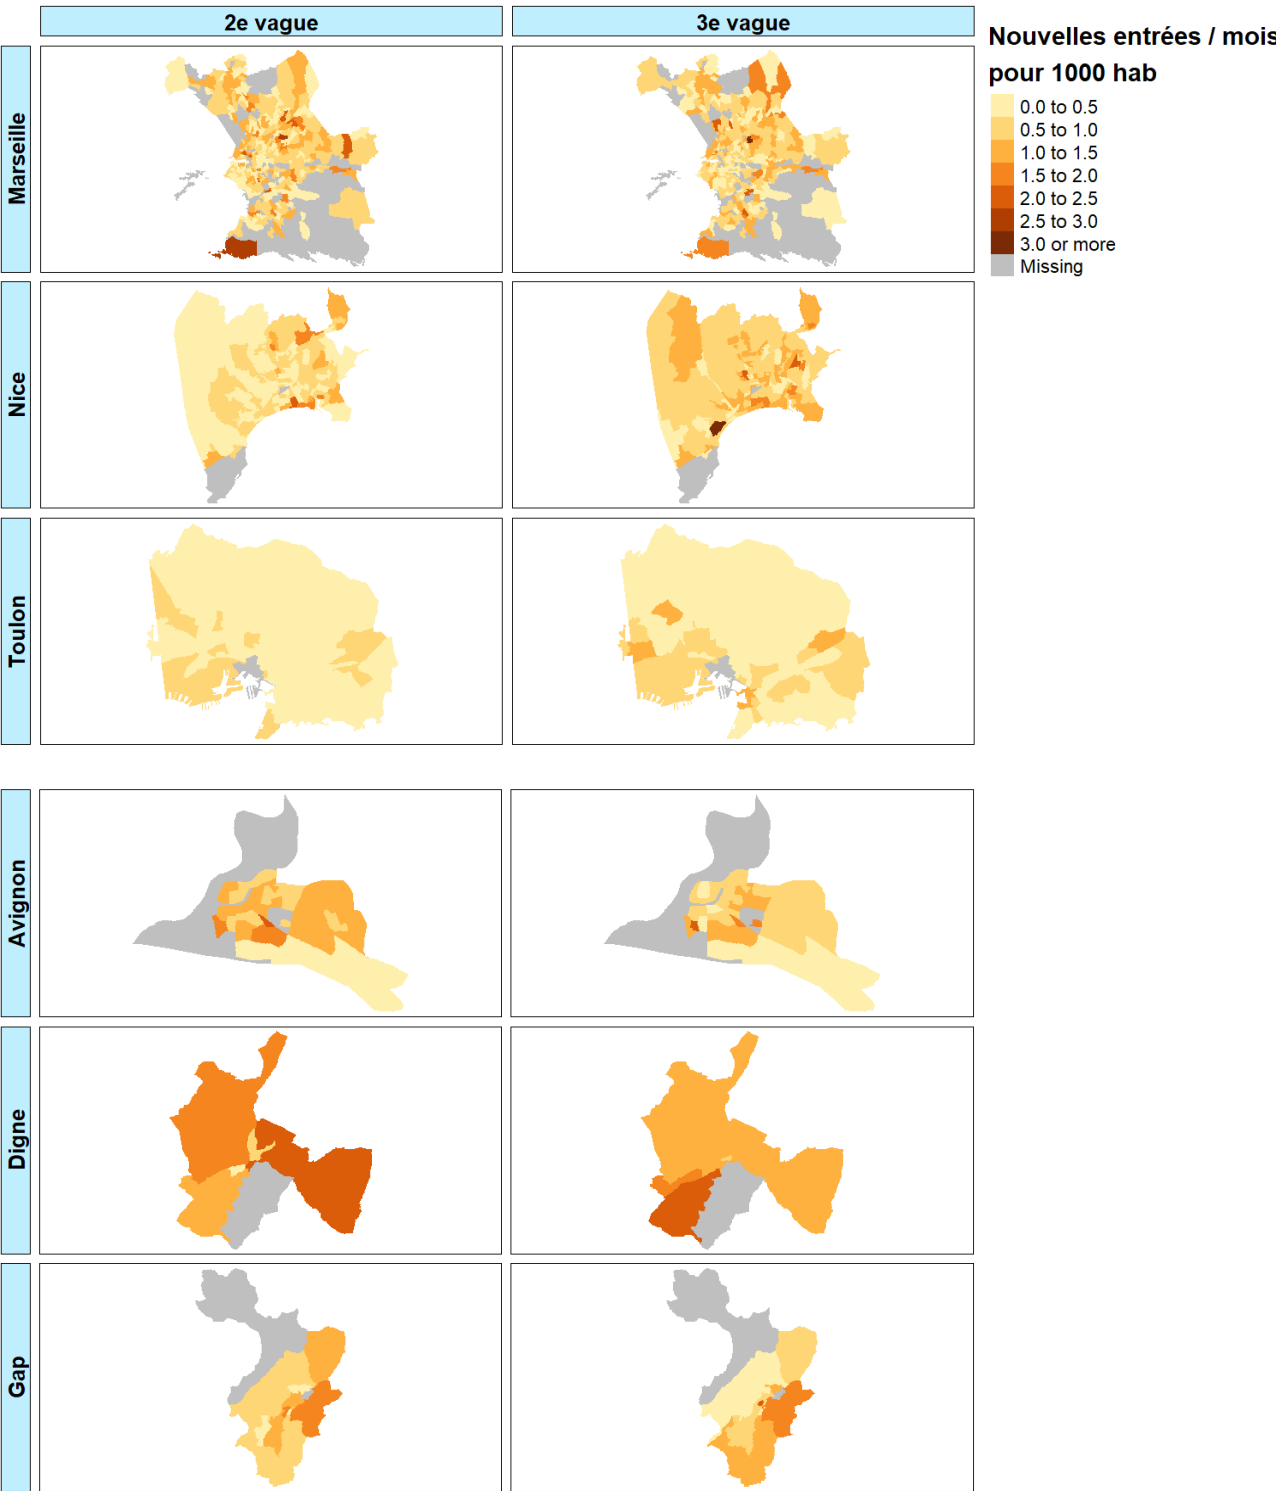 2e vague
3e vague
Nouvelles entrées / mois
pour 1000 hab
0.0 to 0.5
0.5 to 1.0
1.0 to 1.5
1.5 to 2.0
2.0 to 2.5
2.5 to 3.0
3.0 or more
Missing
Marseille
Nice
Toulon
Avignon
Digne
Gap